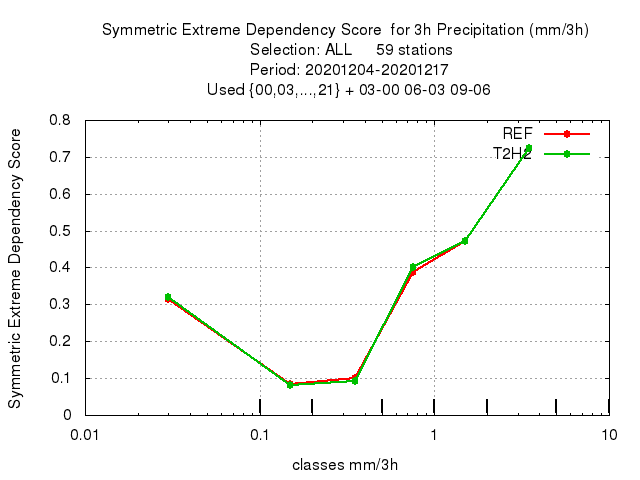 Symmetric Extreme Dependency Score for 3h Precipitation (mm/3h)
Selection: ALL 59 stations
Period: 20201204-20201217
Used {00,03,...,21} + 03-00 06-03 09-06
REF
T2H2
Symmetric Extreme Dependency Score
0.8
0.7
0.6
0.5
0.4
0.3
0.2
0.1
0
0.01 0.1 1 10
classes mm/3h